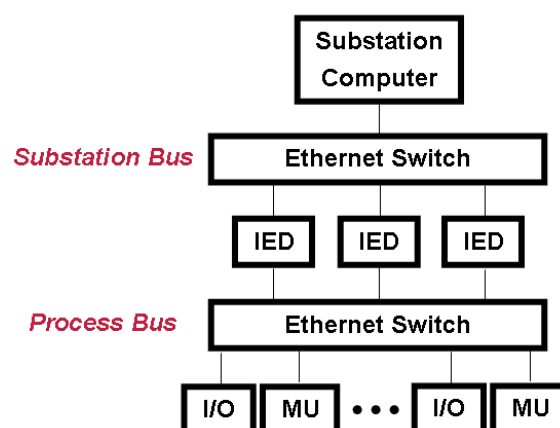 Substation
Computer
Substation Bus
Ethernet Switch
IED IED IED
Process Bus
Ethernet Switch
I/O MU ••• I/O MU